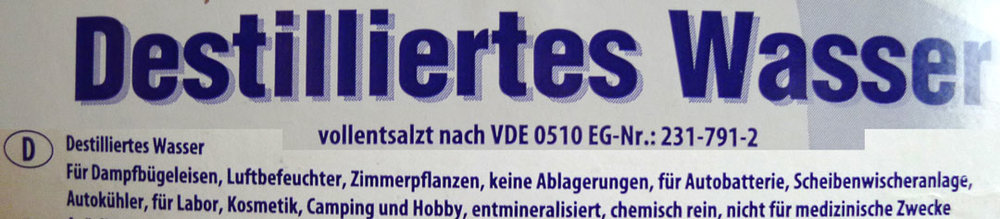 Destilliertes Wasser
vollentsalzt nach VDE 0510 EG-Nr.: 231-791-2
D
Destilliertes Wasser
Für Dampfbügeleisen, Luftbefeuchter, Zimmerpflanzen, keine Ablagerungen, für Autobatterie, Scheibenwischeranlage,
Autokühler, für Labor, Kosmetik, Camping und Hobby, entmineralisiert, chemisch rein, nicht für medizinische Zwecke